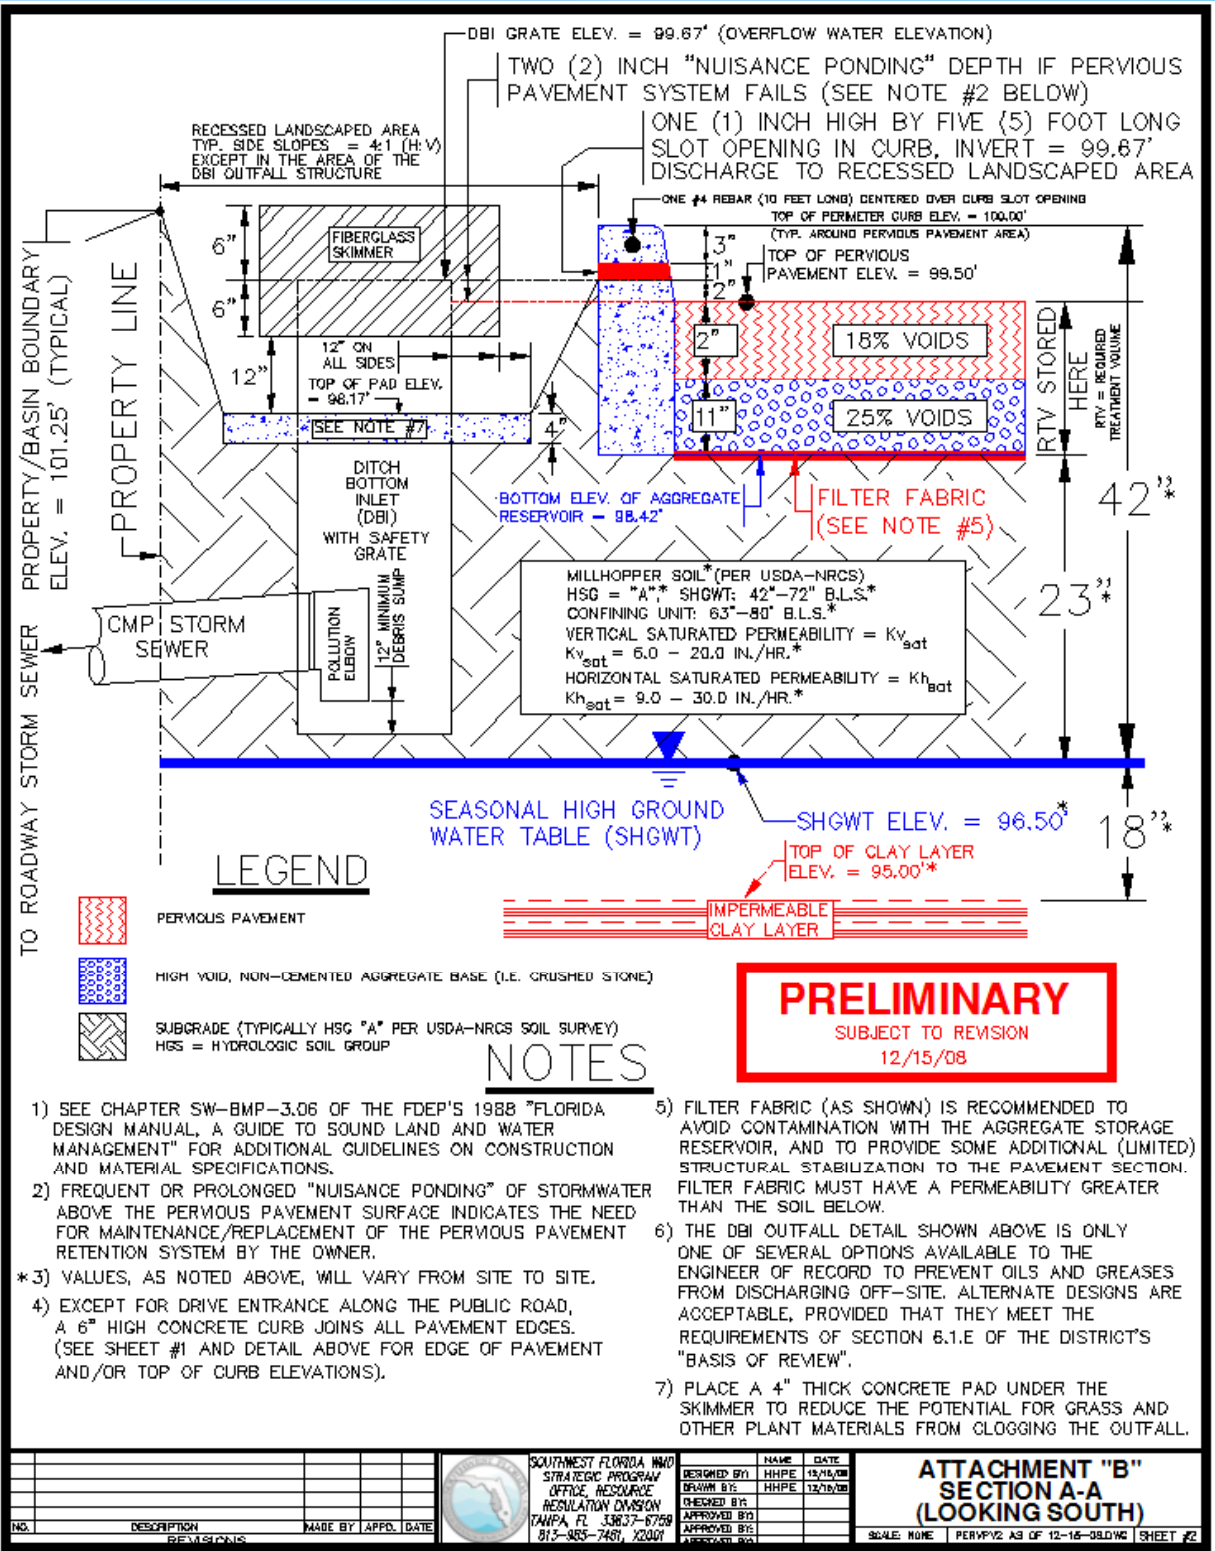 DBI GRATE ELEV. = 99.67' (OVERFLOW WATER ELEVATION)
TWO (2) INCH "NUISANCE PONDING" DEPTH IF PERVIOUS
PAVEMENT SYSTEM FAILS (SEE NOTE #2 BELOW)
ONE (1) INCH HIGH BY FIVE (5) FOOT LONG
SLOT OPENING IN CURB, INVERT = 99.67'
DISCHARGE TO RECESSED LANDSCAPED AREA
RECESSED LANDSCAPED AREA
TYP. SIDE SLOPES = 4:1 (H:V)
EXCEPT IN THE AREA OF THE
DBI OUTFALL STRUCTURE
ONE #4 REBAR (10 FEET LONG) CENTERED OVER CURB SLOT OPENING
TOP OF PERIMETER CURB ELEV. = 100.00'
(TYP. AROUND PERVIOUS PAVEMENT AREA)
TOP OF PERVIOUS
PAVEMENT ELEV. = 99.50'
6"
FIBERGLASS
SKIMMER
6"
3"
1"
2"
12" ON
ALL SIDES
12"
TOP OF PAD ELEV.
= 98.17'
SEE NOTE #7
4"
2"
18% VOIDS
11"
25% VOIDS
RTV STORED
HERE
RTV = REQUIRED
TREATMENT VOLUME
42"*
23"*
18"*
PROPERTY/BASIN BOUNDARY
ELEV. = 101.25' (TYPICAL)
PROPERTY LINE
TO ROADWAY STORM SEWER
DITCH
BOTTOM
INLET
(DBI)
WITH SAFETY
GRATE
BOTTOM ELEV. OF AGGREGATE
RESERVOIR = 98.42'
FILTER FABRIC
(SEE NOTE #5)
CMP STORM
SEWER
POLLUTION
ELBOW
12" MINIMUM
DEBRIS SUMP
MILLHOPPER SOIL* (PER USDA-NRCS)
HSG = "A",* SHGWT: 42"-72" B.L.S.*
CONFINING UNIT: 63"-80" B.L.S.*
VERTICAL SATURATED PERMEABILITY = Kvsat
Kvsat = 6.0 - 20.0 IN./HR.*
HORIZONTAL SATURATED PERMEABILITY = Khsat
Khsat = 9.0 - 30.0 IN./HR.*
SEASONAL HIGH GROUND
WATER TABLE (SHGWT)
SHGWT ELEV. = 96.50'*
TOP OF CLAY LAYER
ELEV. = 95.00'*
IMPERMEABLE
CLAY LAYER
LEGEND
PERVIOUS PAVEMENT
HIGH VOID, NON-CEMENTED AGGREGATE BASE (I.E. CRUSHED STONE)
SUBGRADE (TYPICALLY HSG "A" PER USDA-NRCS SOIL SURVEY)
HGS = HYDROLOGIC SOIL GROUP
PRELIMINARY
SUBJECT TO REVISION
12/15/08
NOTES
1) SEE CHAPTER SW-BMP-3.06 OF THE FDEP'S 1988 "FLORIDA
DESIGN MANUAL, A GUIDE TO SOUND LAND AND WATER
MANAGEMENT" FOR ADDITIONAL GUIDELINES ON CONSTRUCTION
AND MATERIAL SPECIFICATIONS.
2) FREQUENT OR PROLONGED "NUISANCE PONDING" OF STORMWATER
ABOVE THE PERVIOUS PAVEMENT SURFACE INDICATES THE NEED
FOR MAINTENANCE/REPLACEMENT OF THE PERVIOUS PAVEMENT
RETENTION SYSTEM BY THE OWNER.
*3) VALUES, AS NOTED ABOVE, WILL VARY FROM SITE TO SITE.
4) EXCEPT FOR DRIVE ENTRANCE ALONG THE PUBLIC ROAD,
A 6" HIGH CONCRETE CURB JOINS ALL PAVEMENT EDGES.
(SEE SHEET #1 AND DETAIL ABOVE FOR EDGE OF PAVEMENT
AND/OR TOP OF CURB ELEVATIONS).
5) FILTER FABRIC (AS SHOWN) IS RECOMMENDED TO
AVOID CONTAMINATION WITH THE AGGREGATE STORAGE
RESERVOIR, AND TO PROVIDE SOME ADDITIONAL (LIMITED)
STRUCTURAL STABILIZATION TO THE PAVEMENT SECTION.
FILTER FABRIC MUST HAVE A PERMEABILITY GREATER
THAN THE SOIL BELOW.
6) THE DBI OUTFALL DETAIL SHOWN ABOVE IS ONLY
ONE OF SEVERAL OPTIONS AVAILABLE TO THE
ENGINEER OF RECORD TO PREVENT OILS AND GREASES
FROM DISCHARGING OFF-SITE. ALTERNATE DESIGNS ARE
ACCEPTABLE, PROVIDED THAT THEY MEET THE
REQUIREMENTS OF SECTION 6.1.E OF THE DISTRICT'S
"BASIS OF REVIEW".
7) PLACE A 4" THICK CONCRETE PAD UNDER THE
SKIMMER TO REDUCE THE POTENTIAL FOR GRASS AND
OTHER PLANT MATERIALS FROM CLOGGING THE OUTFALL.
NO. DESCRIPTION MADE BY APPD. DATE
REVISIONS
SOUTHWEST FLORIDA WMD
STRATEGIC PROGRAM
OFFICE, RESOURCE
REGULATION DIVISION
TAMPA, FL 33637-6759
813-985-7481, X2001
NAME DATE
DESIGNED BY: HHPE 12/15/08
DRAWN BY: HHPE 12/15/08
CHECKED BY:
APPROVED BY:
APPROVED BY:
APPROVED BY:
ATTACHMENT "B"
SECTION A-A
(LOOKING SOUTH)
SCALE: NONE PERVPV2 AS OF 12-15-08.DWG SHEET #2